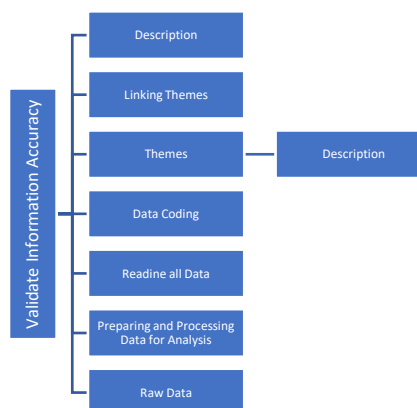 Validate Information Accuracy
Description
Linking Themes
Themes
Description
Data Coding
Readine all Data
Preparing and Processing
Data for Analysis
Raw Data